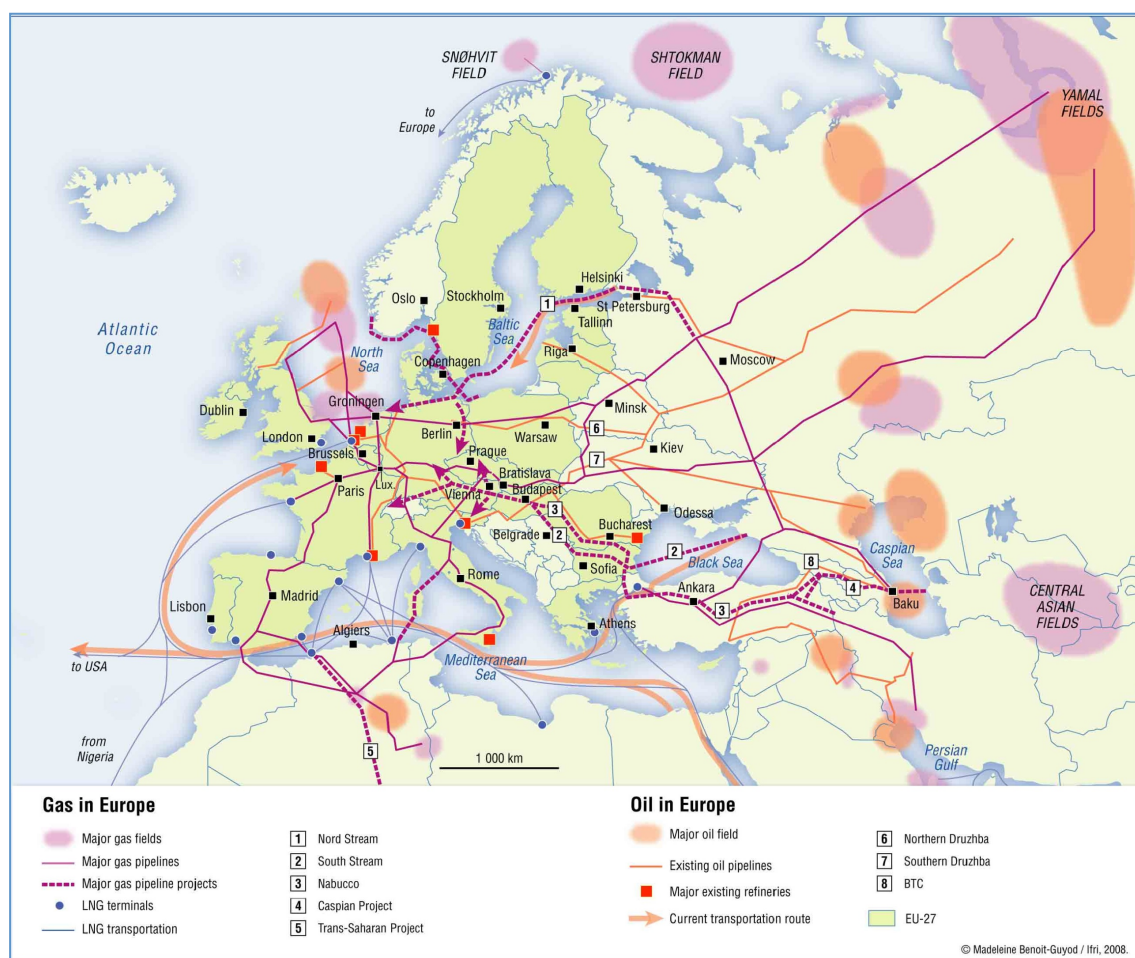 SNØHVIT
FIELD
SHTOKMAN
FIELD
YAMAL
FIELDS
to
Europe
Helsinki
Oslo
Stockholm
1
St Petersburg
Atlantic
Ocean
Baltic
Sea
Tallinn
North
Sea
Riga
Moscow
Copenhagen
Groningen
Minsk
Dublin
Berlin
Warsaw
6
London
Kiev
Brussels
Prague
7
Lux.
Bratislava
Paris
Vienna
Budapest
3
Odessa
Bucharest
Belgrade
2
2
Black Sea
Caspian
Sea
Sofia
8
Rome
Ankara
4
Madrid
3
Baku
CENTRAL
ASIAN
FIELDS
Lisbon
Algiers
Athens
to USA
Mediterranean
Sea
from
Nigeria
5
1 000 km
Persian
Gulf
Gas in Europe
Major gas fields
Major gas pipelines
Major gas pipeline projects
LNG terminals
LNG transportation
1 Nord Stream
2 South Stream
3 Nabucco
4 Caspian Project
5 Trans-Saharan Project
Oil in Europe
Major oil field
Existing oil pipelines
Major existing refineries
Current transportation route
6 Northern Druzhba
7 Southern Druzhba
8 BTC
EU-27
© Madeleine Benoit-Guyod / Ifri, 2008.